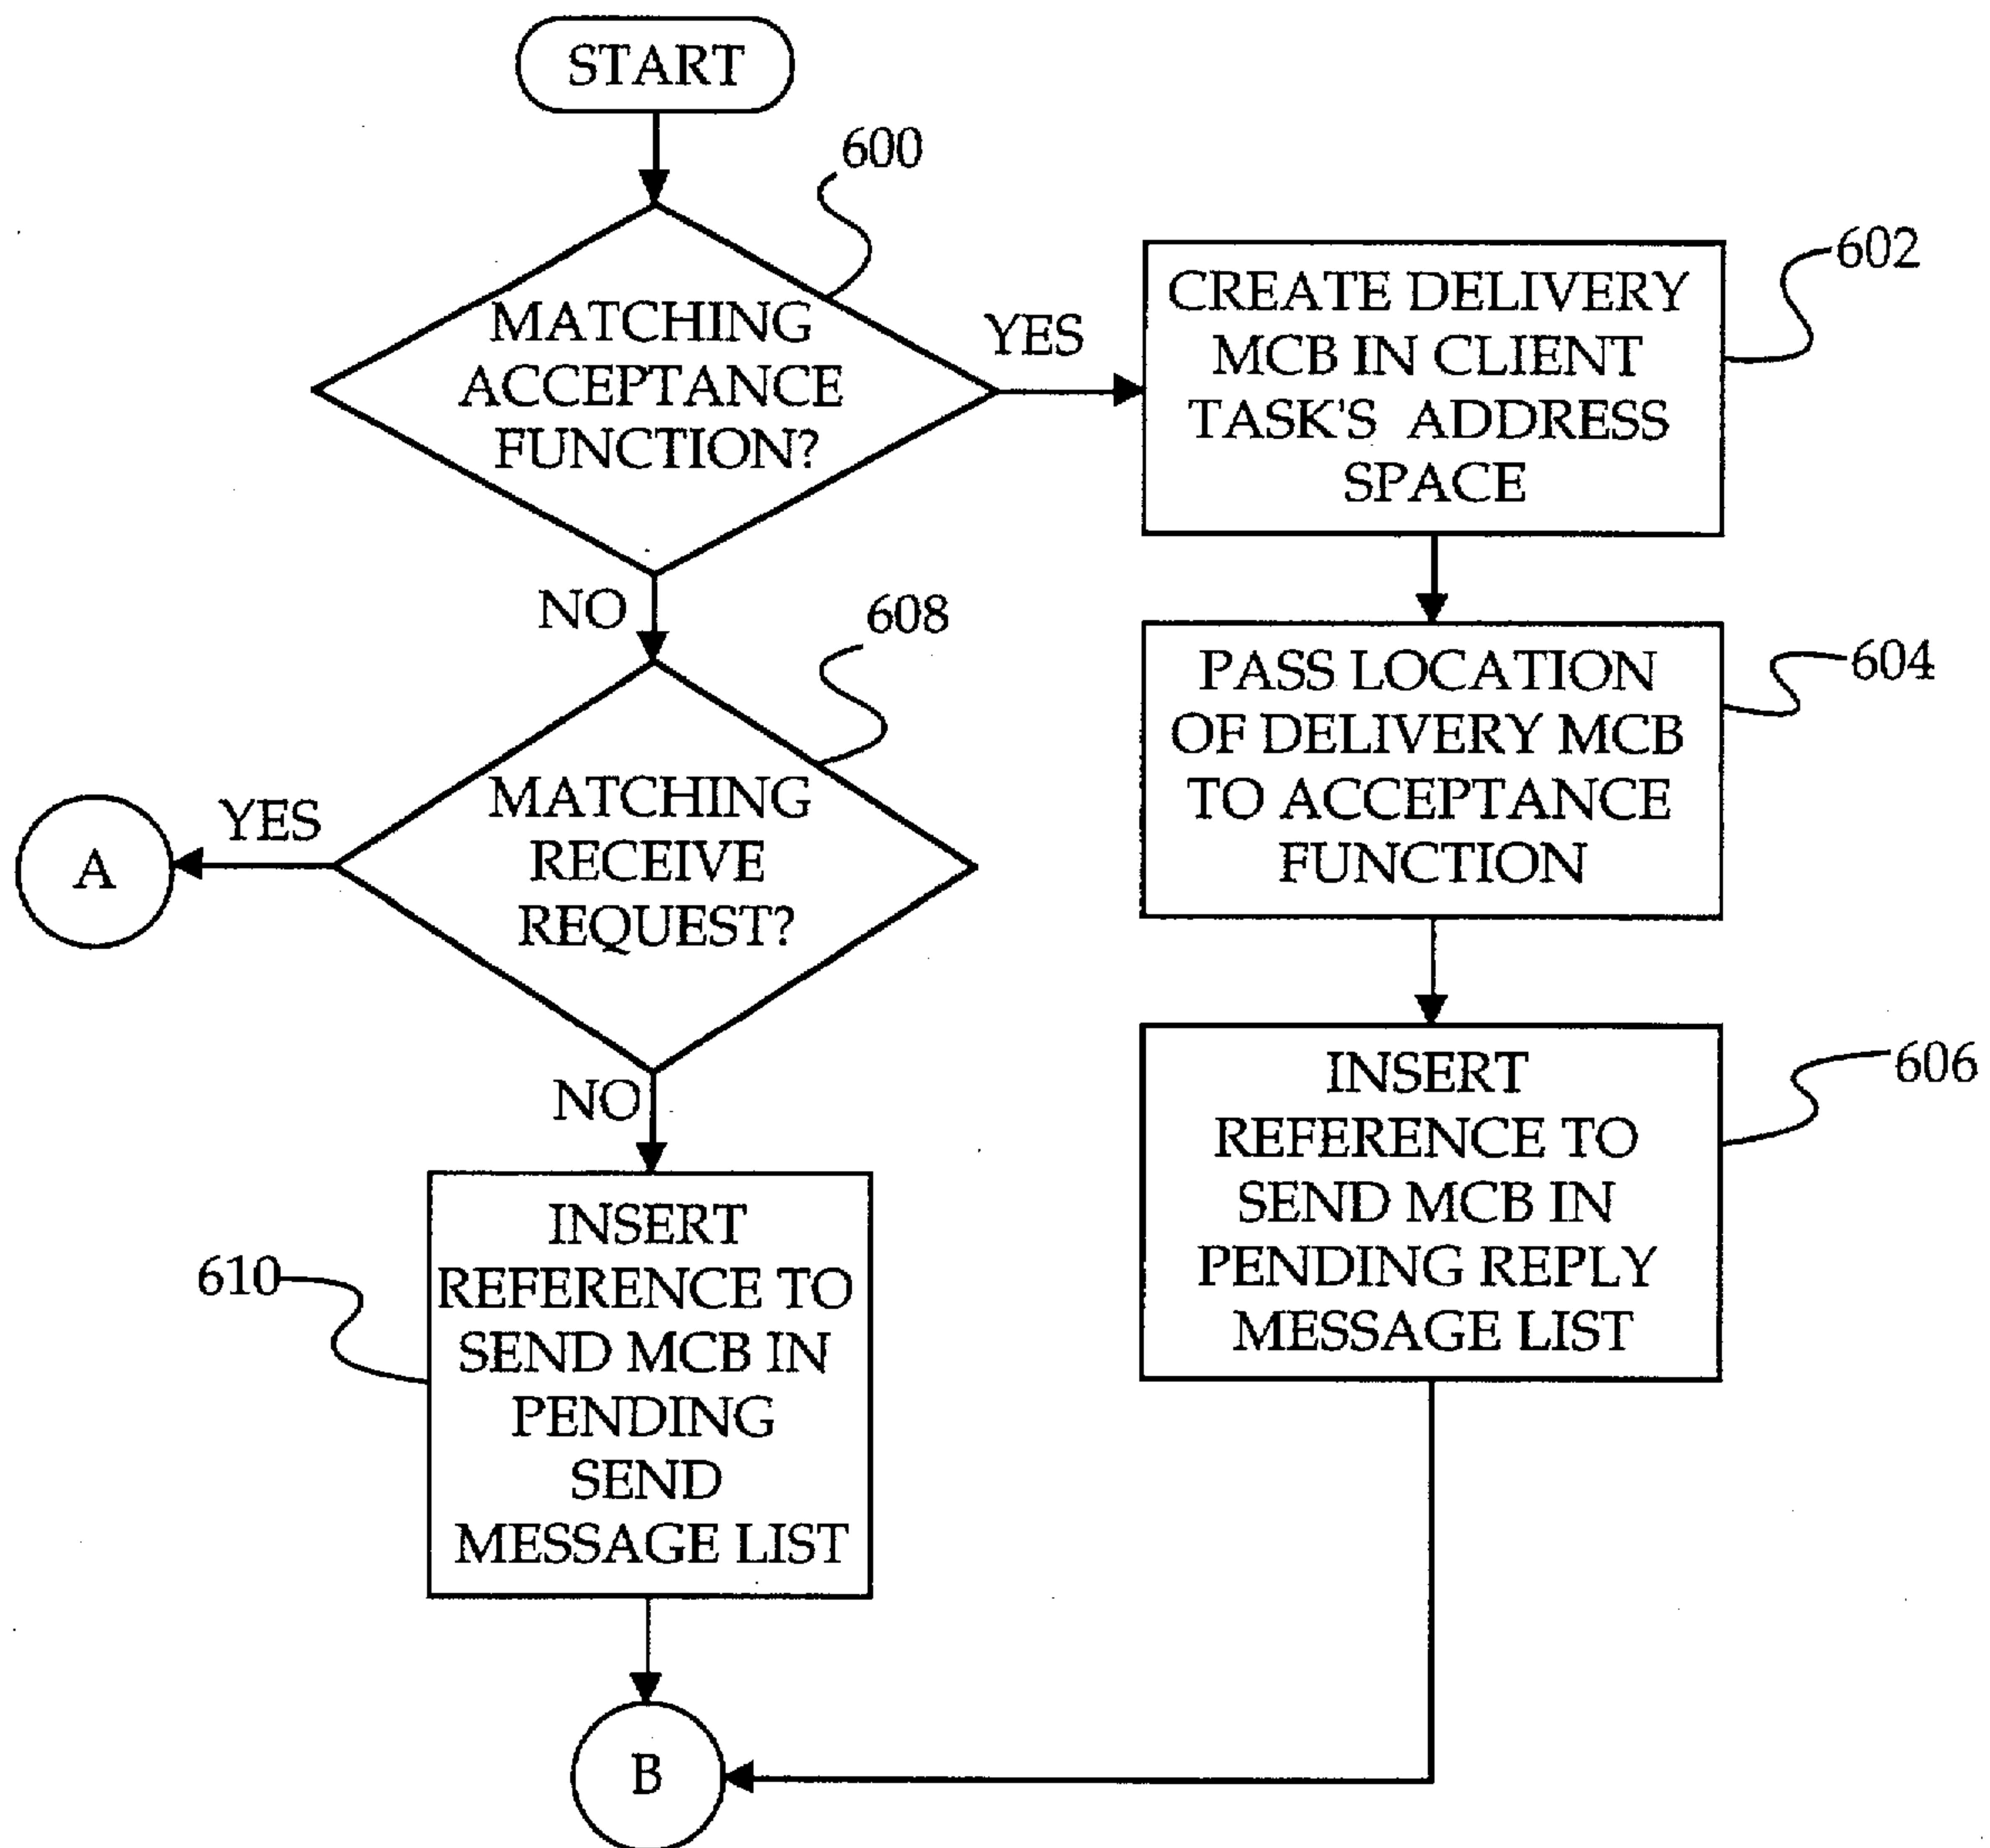 START
600
MATCHING
ACCEPTANCE
FUNCTION?
YES
602
CREATE DELIVERY
MCB IN CLIENT
TASK'S ADDRESS
SPACE
NO
608
604
PASS LOCATION
OF DELIVERY MCB
TO ACCEPTANCE
FUNCTION
MATCHING
RECEIVE
REQUEST?
YES
A
NO
606
INSERT
REFERENCE TO
SEND MCB IN
PENDING REPLY
MESSAGE LIST
610
INSERT
REFERENCE TO
SEND MCB IN
PENDING
SEND
MESSAGE LIST
B